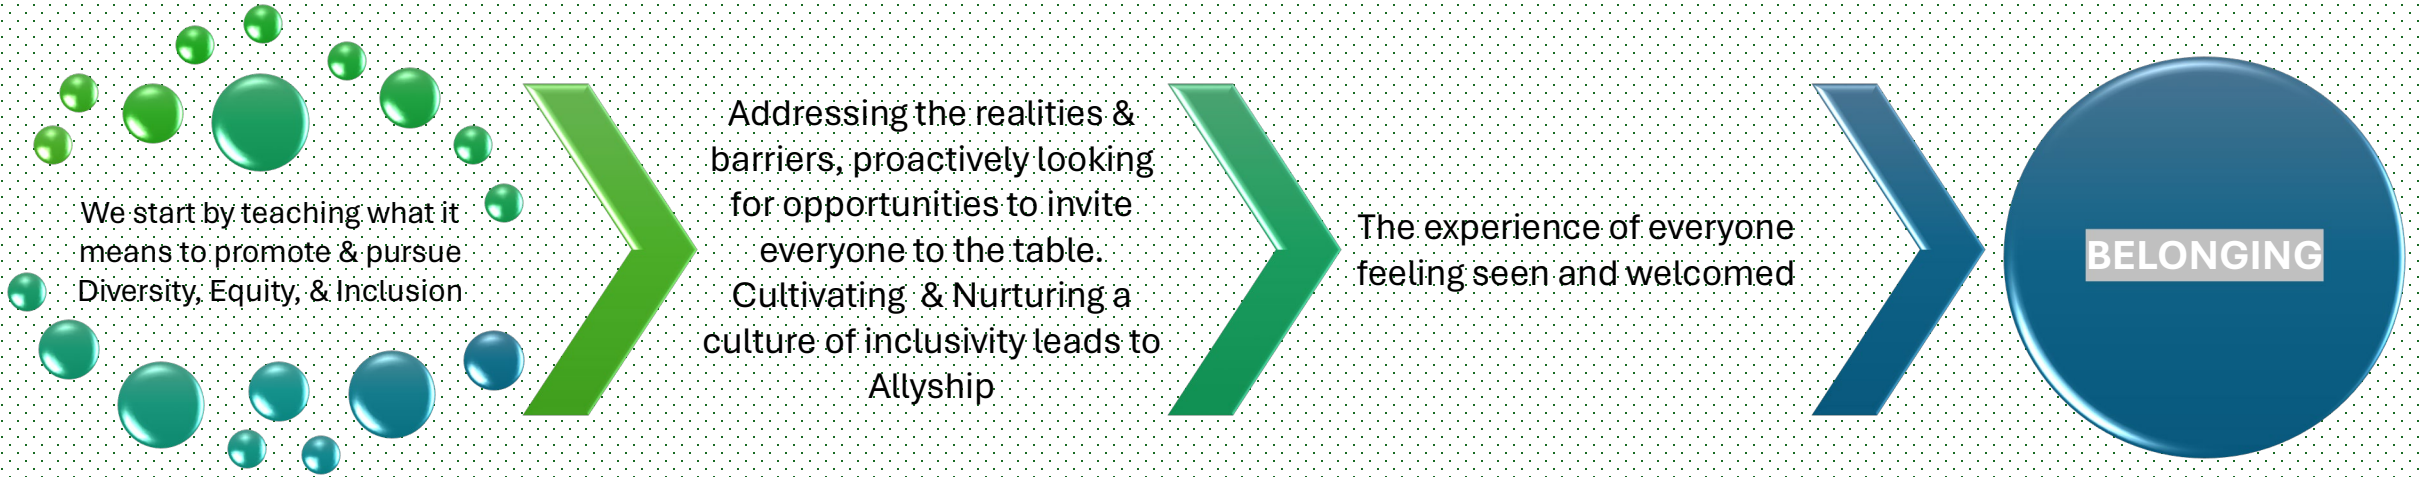 We start by teaching what it
means to promote & pursue
Diversity, Equity, & Inclusion
Addressing the realities &
barriers, proactively looking
for opportunities to invite
everyone to the table.
Cultivating  & Nurturing a
culture of inclusivity leads to
Allyship
The experience of everyone
feeling seen and welcomed
BELONGING